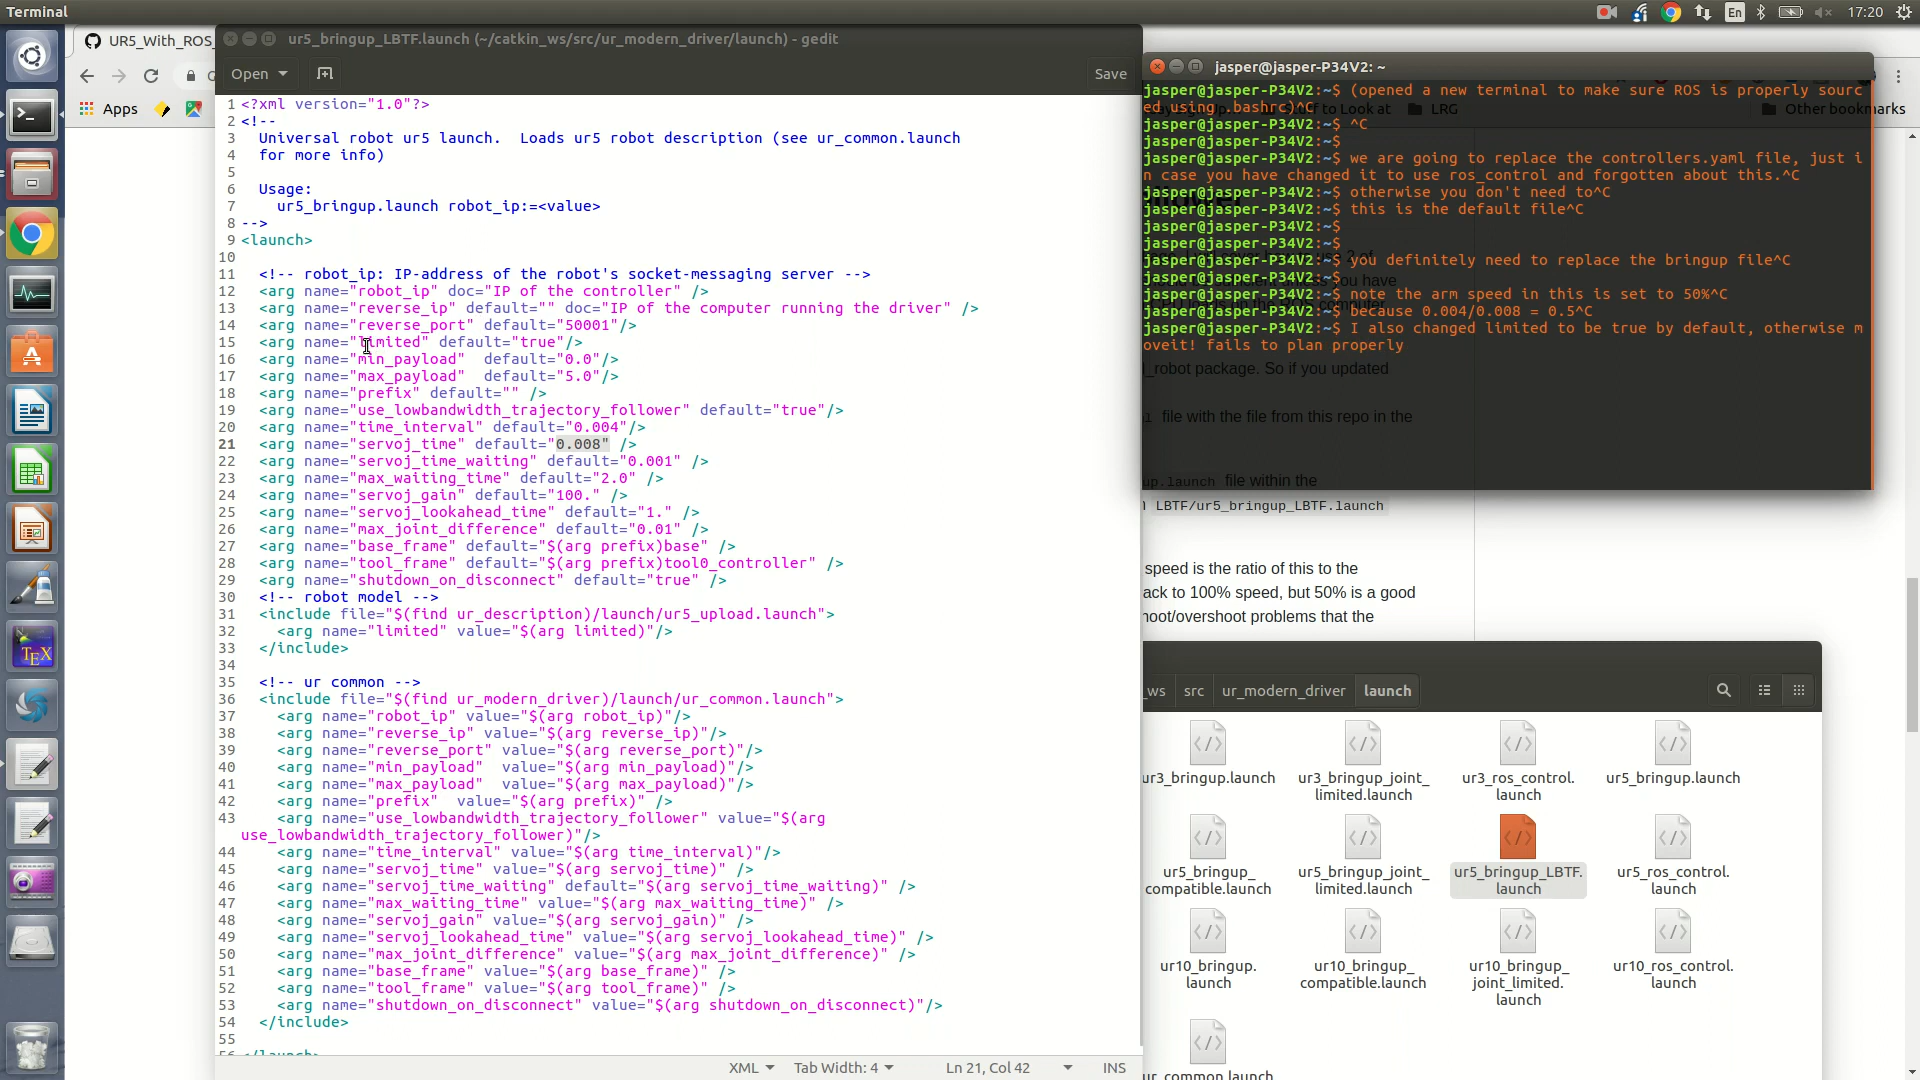 Terminal
En
17:20
UR5_With_ROS_
Apps
Other bookmarks
LRG
ur5_bringup_LBTF.launch (~/catkin_ws/src/ur_modern_driver/launch) - gedit
Open
Save
1 <?xml version="1.0"?>
2 <!--
3 Universal robot ur5 launch.  Loads ur5 robot description (see ur_common.launch
4 for more info)
5
6 Usage:
7 ur5_bringup.launch robot_ip:=<value>
8 -->
9 <launch>
10
11 <!-- robot_ip: IP-address of the robot's socket-messaging server -->
12 <arg name="robot_ip" doc="IP of the controller" />
13 <arg name="reverse_ip" default="" doc="IP of the computer running the driver" />
14 <arg name="reverse_port" default="50001"/>
15 <arg name="limited" default="true"/>
16 <arg name="min_payload"  default="0.0"/>
17 <arg name="max_payload"  default="5.0"/>
18 <arg name="prefix" default="" />
19 <arg name="use_lowbandwidth_trajectory_follower" default="true"/>
20 <arg name="time_interval" default="0.004"/>
21 <arg name="servoj_time" default="0.008" />
22 <arg name="servoj_time_waiting" default="0.001" />
23 <arg name="max_waiting_time" default="2.0" />
24 <arg name="servoj_gain" default="100." />
25 <arg name="servoj_lookahead_time" default="1." />
26 <arg name="max_joint_difference" default="0.01" />
27 <arg name="base_frame" default="$(arg prefix)base" />
28 <arg name="tool_frame" default="$(arg prefix)tool0_controller" />
29 <arg name="shutdown_on_disconnect" default="true" />
30 <!-- robot model -->
31 <include file="$(find ur_description)/launch/ur5_upload.launch">
32 <arg name="limited" value="$(arg limited)"/>
33 </include>
34
35 <!-- ur common -->
36 <include file="$(find ur_modern_driver)/launch/ur_common.launch">
37 <arg name="robot_ip" value="$(arg robot_ip)"/>
38 <arg name="reverse_ip" value="$(arg reverse_ip)"/>
39 <arg name="reverse_port" value="$(arg reverse_port)"/>
40 <arg name="min_payload"  value="$(arg min_payload)"/>
41 <arg name="max_payload"  value="$(arg max_payload)"/>
42 <arg name="prefix"  value="$(arg prefix)" />
43 <arg name="use_lowbandwidth_trajectory_follower" value="$(arg
use_lowbandwidth_trajectory_follower)"/>
44 <arg name="time_interval" value="$(arg time_interval)"/>
45 <arg name="servoj_time" value="$(arg servoj_time)" />
46 <arg name="servoj_time_waiting" default="$(arg servoj_time_waiting)" />
47 <arg name="max_waiting_time" value="$(arg max_waiting_time)" />
48 <arg name="servoj_gain" value="$(arg servoj_gain)" />
49 <arg name="servoj_lookahead_time" value="$(arg servoj_lookahead_time)" />
50 <arg name="max_joint_difference" value="$(arg max_joint_difference)" />
51 <arg name="base_frame" value="$(arg base_frame)" />
52 <arg name="tool_frame" value="$(arg tool_frame)" />
53 <arg name="shutdown_on_disconnect" value="$(arg shutdown_on_disconnect)"/>
54 </include>
55
56 </launch>
XML
Tab Width: 4
Ln 21, Col 42
INS
jasper@jasper-P34V2: ~
jasper@jasper-P34V2:~$ (opened a new terminal to make sure ROS is properly sourc
ed using .bashrc)^C
jasper@jasper-P34V2:~$ ^C
jasper@jasper-P34V2:~$
jasper@jasper-P34V2:~$ we are going to replace the controllers.yaml file, just i
n case you have changed it to use ros_control and forgotten about this.^C
jasper@jasper-P34V2:~$ otherwise you don't need to^C
jasper@jasper-P34V2:~$ this is the default file^C
jasper@jasper-P34V2:~$
jasper@jasper-P34V2:~$
jasper@jasper-P34V2:~$ you definitely need to replace the bringup file^C
jasper@jasper-P34V2:~$
jasper@jasper-P34V2:~$ note the arm speed in this is set to 50%^C
jasper@jasper-P34V2:~$ because 0.004/0.008 = 0.5^C
jasper@jasper-P34V2:~$ I also changed limited to be true by default, otherwise m
oveit! fails to plan properly
_robot package. So if you updated
file with the file from this repo in the
up.launch file within the
LBTF/ur5_bringup_LBTF.launch
speed is the ratio of this to the
ack to 100% speed, but 50% is a good
hoot/overshoot problems that the
_ws
src
ur_modern_driver
launch
ur3_bringup.launch
ur3_bringup_joint_
limited.launch
ur3_ros_control.
launch
ur5_bringup.launch
ur5_bringup_
compatible.launch
ur5_bringup_joint_
limited.launch
ur5_bringup_LBTF.
launch
ur5_ros_control.
launch
ur10_bringup.
launch
ur10_bringup_
compatible.launch
ur10_bringup_
joint_limited.
launch
ur10_ros_control.
launch
ur_common.launch